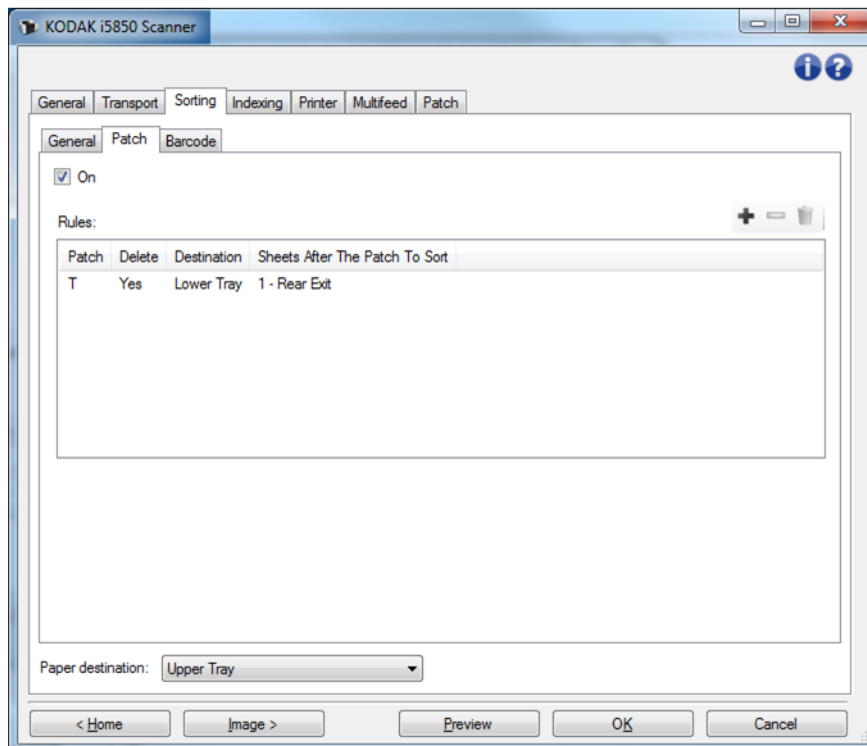 KODAK i5850 Scanner
General Transport Sorting Indexing Printer Multifeed Patch
General Patch Barcode
On
Rules:
Patch Delete Destination Sheets After The Patch To Sort
T Yes Lower Tray 1 - Rear Exit
Paper destination: Upper Tray
< Home Image > Preview OK Cancel